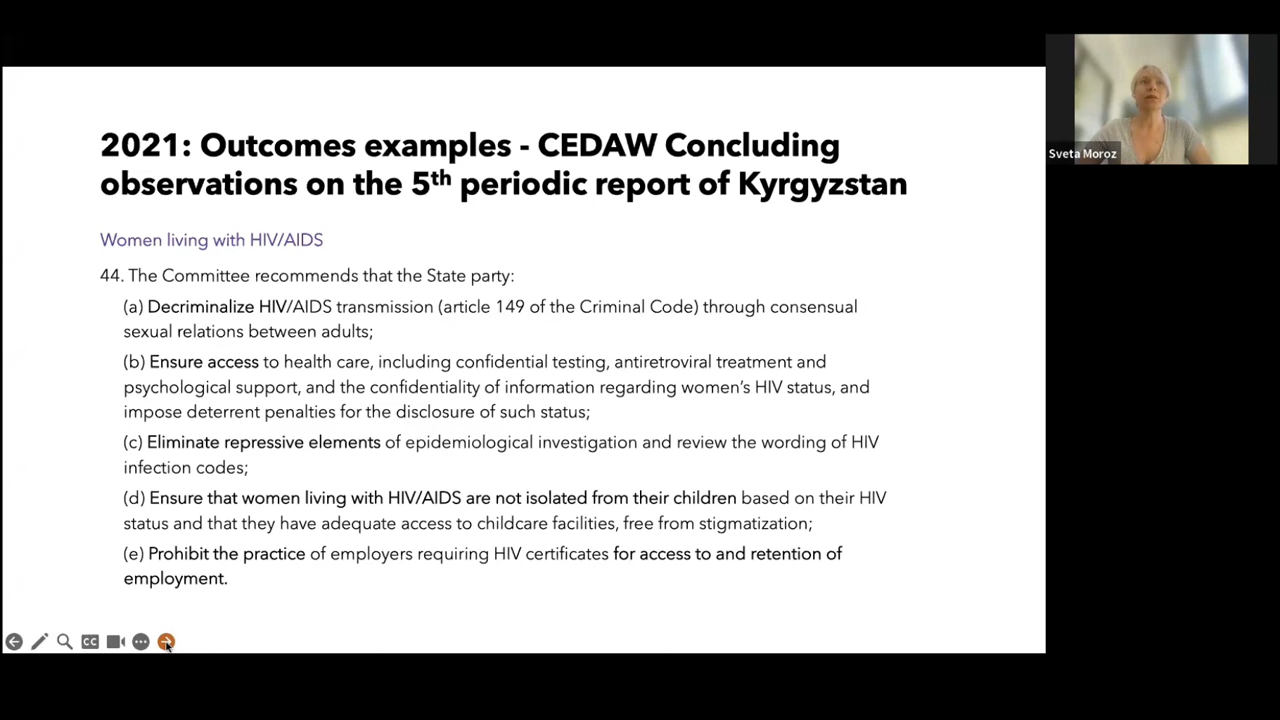 2021: Outcomes examples - CEDAW Concluding
observations on the 5th periodic report of Kyrgyzstan
Women living with HIV/AIDS
44. The Committee recommends that the State party:
(a) Decriminalize HIV/AIDS transmission (article 149 of the Criminal Code) through consensual
sexual relations between adults;
(b) Ensure access to health care, including confidential testing, antiretroviral treatment and
psychological support, and the confidentiality of information regarding women's HIV status, and
impose deterrent penalties for the disclosure of such status;
(c) Eliminate repressive elements of epidemiological investigation and review the wording of HIV
infection codes;
(d) Ensure that women living with HIV/AIDS are not isolated from their children based on their HIV
status and that they have adequate access to childcare facilities, free from stigmatization;
(e) Prohibit the practice of employers requiring HIV certificates for access to and retention of
employment.
CC
Sveta Moroz